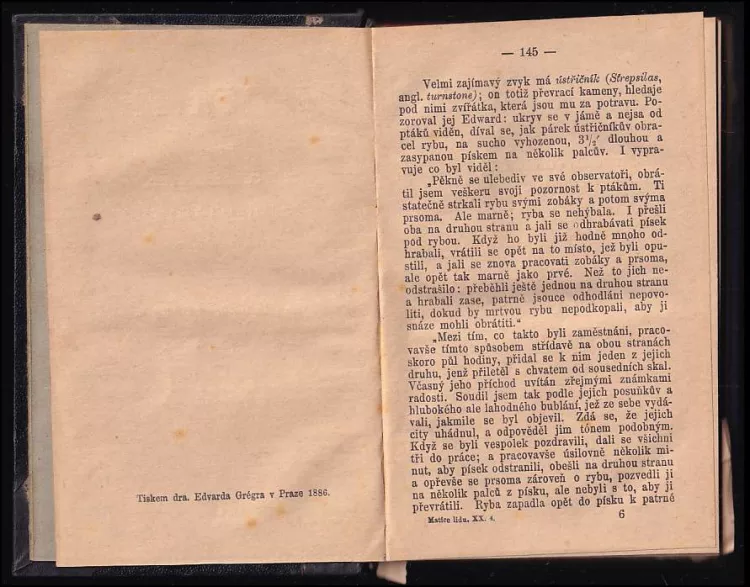 Tiskem dra. Edvarda Grégra v Praze 1886.
— 145 —
Velmi zajímavý zvyk má ústřičník (Strepsilas,
angl. turnstone); on totiž převrací kameny, hledaje
pod nimi zvířátka, která jsou mu za potravu. Po-
zoroval jej Edward: ukryv se v jámě a nejsa od
ptáků viděn, díval se, jak párek ústřičníkův obra-
cel rybu, na sucho vyhozenou, 3½′ dlouhou a
zasypanou pískem na několik palcův. I vypra-
vuje co byl viděl:
„Pěkně se ulebediv ve své observatoři, obrá-
til jsem veškeru svoji pozornost k ptákům. Ti
statečně strkali rybu svými zobáky a potom svýma
prsoma. Ale marně; ryba se nehýbala. I přešli
oba na druhou stranu a jali se odhrabávati písek
pod rybou. Když ho byli již hodně mnoho od-
hrabali, vrátili se opět na to místo, jež byli opu-
stili, a jali se znova pracovati zobáky a prsoma,
ale opět tak marně jako prvé. Než to jich ne-
odstrašilo: přeběhli ještě jednou na druhou stranu
a hrabali zase, patrně jsouce odhodláni nepovo-
liti, dokud by mrtvou rybu nepodkopali, aby ji
snáze mohli obrátiti.“
„Mezi tím, co takto byli zaměstnáni, praco-
vavše tímto spůsobem střídavě na obou stranách
skoro půl hodiny, přidal se k nim jeden z jejich
druhu, jenž přiletěl s chvatem od sousedních skal.
Včasný jeho příchod uvítán zřejmými známkami
radosti. Soudil jsem tak podle jejich posuňkův a
hlubokého ale lahodného bublání, jež ze sebe vydá-
vali, jakmile se byl objevil. Zdá se, že jejich
city uhádnul, a odpověděl jim tónem podobným.
Když se byli vespolek pozdravili, dali se všichni
tři do práce; a pracovavše úsilovně několik mi-
nut, aby písek odstranili, obešli na druhou stranu
a opřevše se prsoma zároveň o rybu, pozvedli ji
na několik palců z písku, ale nebyli s to, aby ji
převrátili. Ryba zapadla opět do písku k patrné
Matice lidu. XX. 4.
6